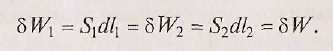 δW₁ = S₁dl₁ = δW₂ = S₂dl₂ = δW.